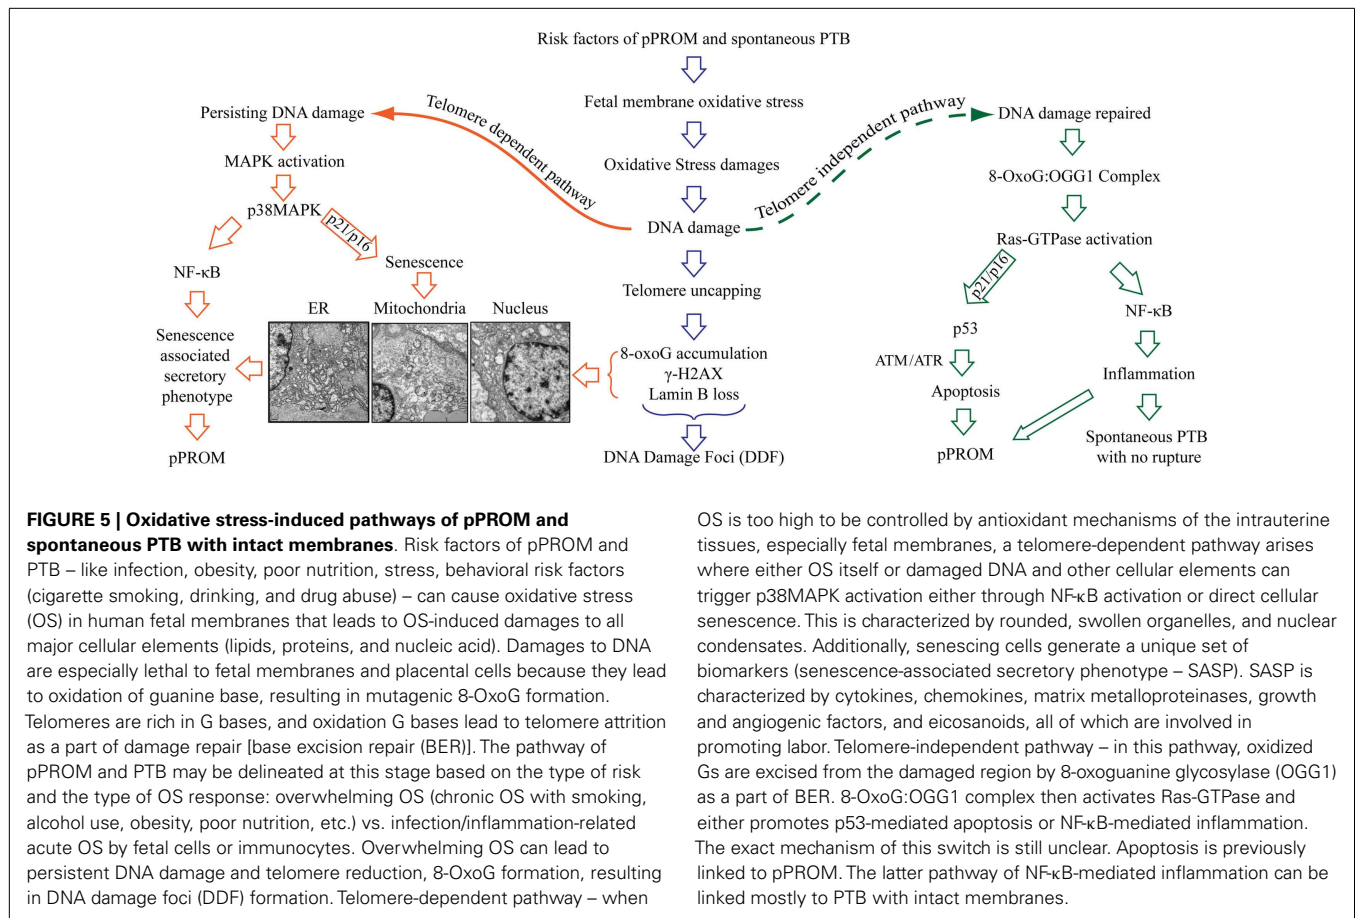 Risk factors of pPROM and spontaneous PTB
Fetal membrane oxidative stress
Oxidative Stress damages
DNA damage
Telomere uncapping
8-oxoG accumulation
γ-H2AX
Lamin B loss
DNA Damage Foci (DDF)
Telomere dependent pathway
Persisting DNA damage
MAPK activation
p38MAPK
p21/p16
NF-κB
Senescence
Senescence
associated
secretory
phenotype
pPROM
ER
Mitochondria
Nucleus
Telomere independent pathway
DNA damage repaired
8-OxoG:OGG1 Complex
Ras-GTPase activation
p21/p16
p53
ATM/ATR
Apoptosis
pPROM
NF-κB
Inflammation
Spontaneous PTB
with no rupture
FIGURE 5 | Oxidative stress-induced pathways of pPROM and
spontaneous PTB with intact membranes. Risk factors of pPROM and
PTB – like infection, obesity, poor nutrition, stress, behavioral risk factors
(cigarette smoking, drinking, and drug abuse) – can cause oxidative stress
(OS) in human fetal membranes that leads to OS-induced damages to all
major cellular elements (lipids, proteins, and nucleic acid). Damages to DNA
are especially lethal to fetal membranes and placental cells because they lead
to oxidation of guanine base, resulting in mutagenic 8-OxoG formation.
Telomeres are rich in G bases, and oxidation G bases lead to telomere attrition
as a part of damage repair [base excision repair (BER)]. The pathway of
pPROM and PTB may be delineated at this stage based on the type of risk
and the type of OS response: overwhelming OS (chronic OS with smoking,
alcohol use, obesity, poor nutrition, etc.) vs. infection/inflammation-related
acute OS by fetal cells or immunocytes. Overwhelming OS can lead to
persistent DNA damage and telomere reduction, 8-OxoG formation, resulting
in DNA damage foci (DDF) formation. Telomere-dependent pathway – when
OS is too high to be controlled by antioxidant mechanisms of the intrauterine
tissues, especially fetal membranes, a telomere-dependent pathway arises
where either OS itself or damaged DNA and other cellular elements can
trigger p38MAPK activation either through NF-κB activation or direct cellular
senescence. This is characterized by rounded, swollen organelles, and nuclear
condensates. Additionally, senescing cells generate a unique set of
biomarkers (senescence-associated secretory phenotype – SASP). SASP is
characterized by cytokines, chemokines, matrix metalloproteinases, growth
and angiogenic factors, and eicosanoids, all of which are involved in
promoting labor. Telomere-independent pathway – in this pathway, oxidized
Gs are excised from the damaged region by 8-oxoguanine glycosylase (OGG1)
as a part of BER. 8-OxoG:OGG1 complex then activates Ras-GTPase and
either promotes p53-mediated apoptosis or NF-κB-mediated inflammation.
The exact mechanism of this switch is still unclear. Apoptosis is previously
linked to pPROM. The latter pathway of NF-κB-mediated inflammation can be
linked mostly to PTB with intact membranes.